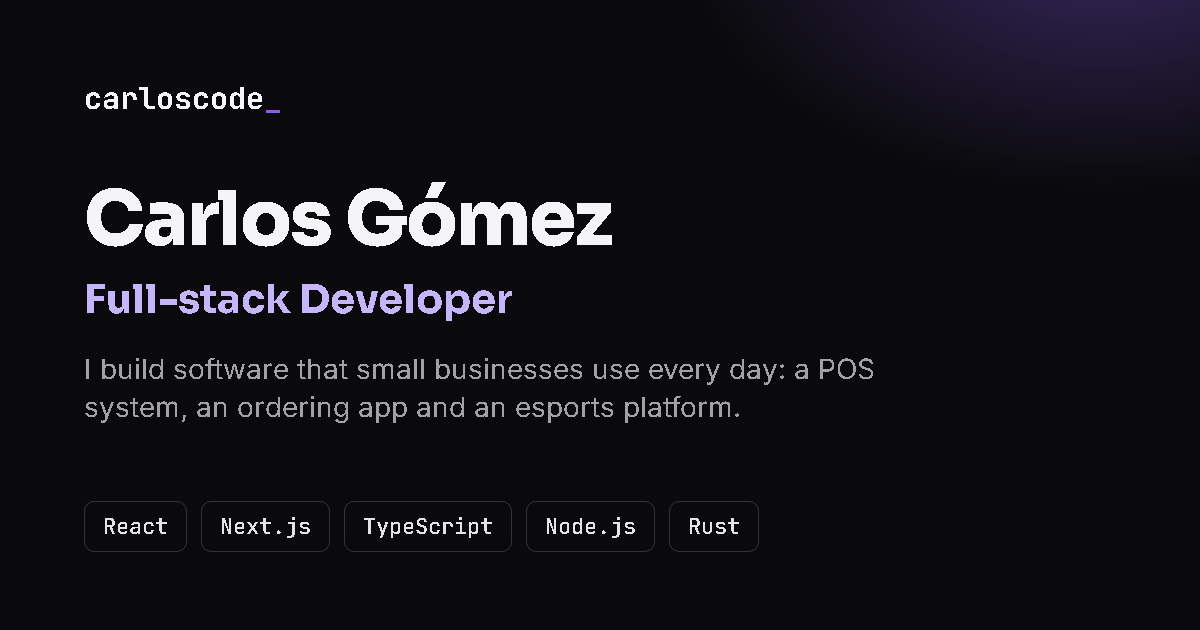 carloscode_
Carlos Gómez
Full-stack Developer
I build software that small businesses use every day: a POS
system, an ordering app and an esports platform.
React
Next.js
TypeScript
Node.js
Rust